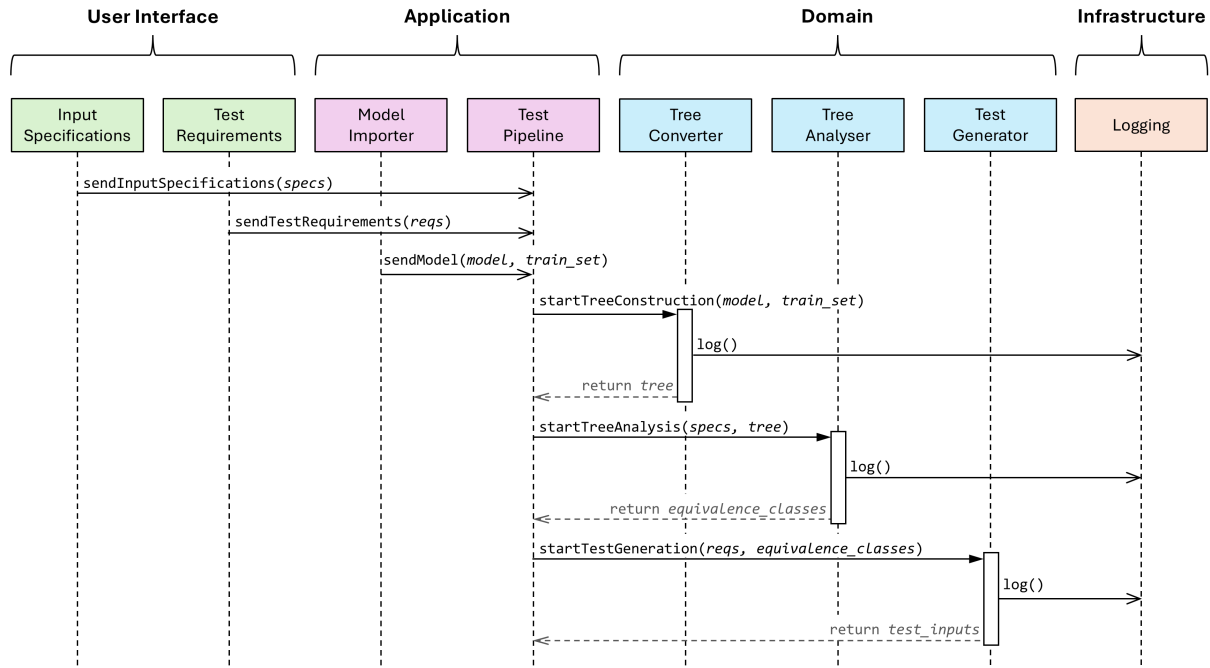 User Interface
Application
Domain
Infrastructure
Input
Specifications
Test
Requirements
Model
Importer
Test
Pipeline
Tree
Converter
Tree
Analyser
Test
Generator
Logging
sendInputSpecifications(specs)
sendTestRequirements(reqs)
sendModel(model, train_set)
startTreeConstruction(model, train_set)
log()
return tree
startTreeAnalysis(specs, tree)
log()
return equivalence_classes
startTestGeneration(reqs, equivalence_classes)
log()
return test_inputs